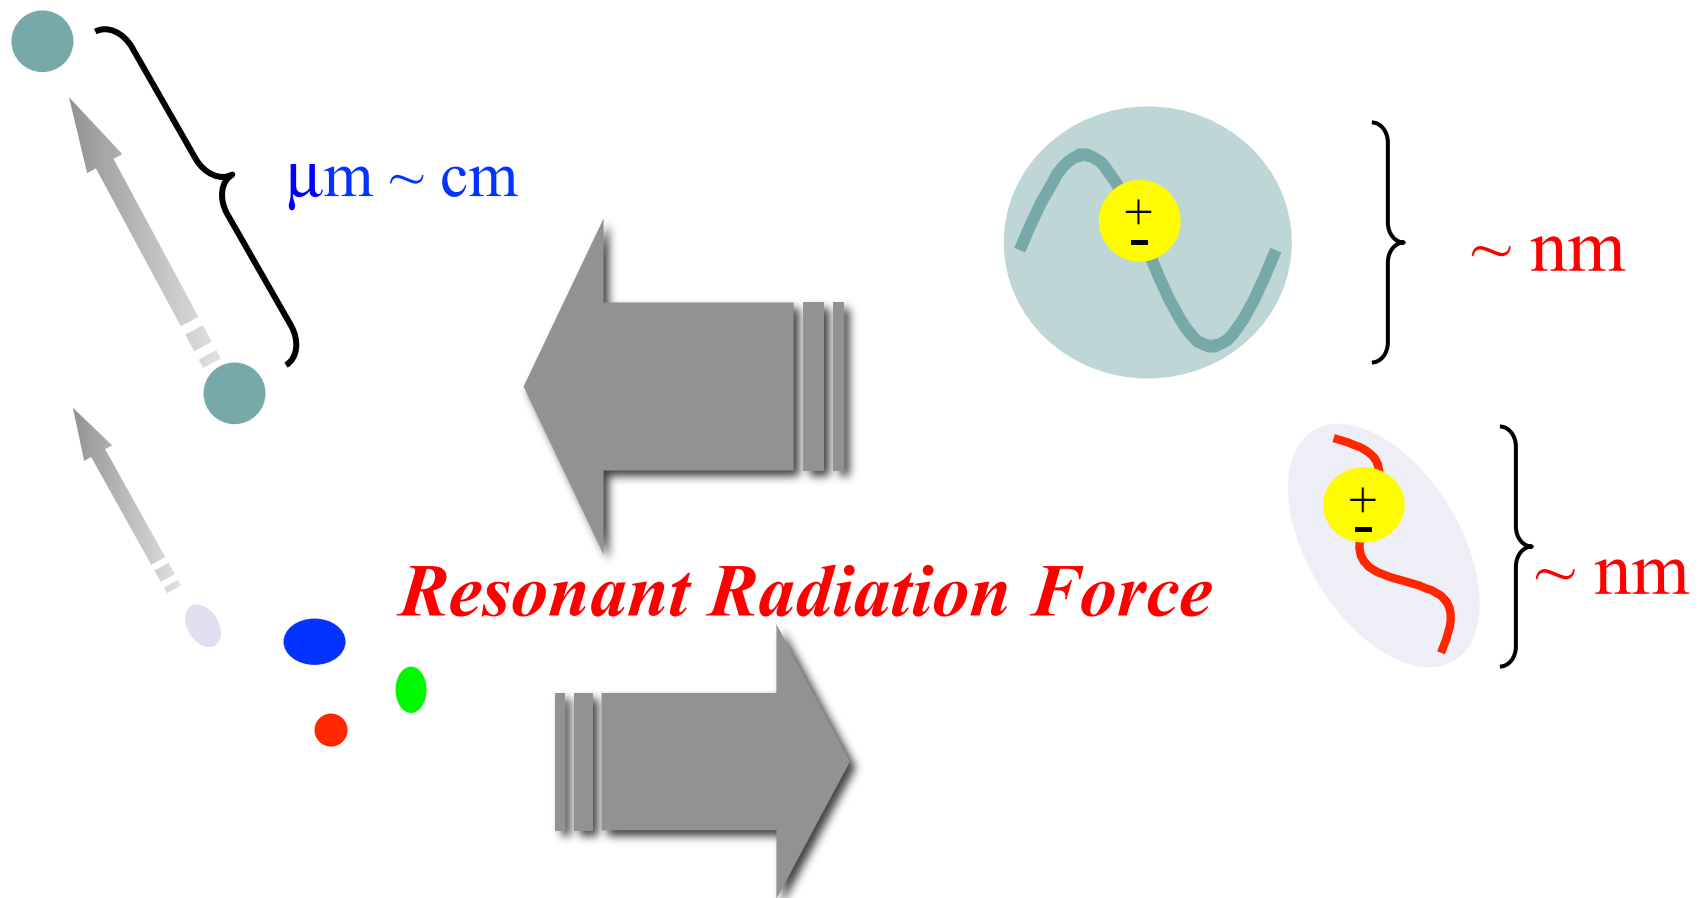 μm ~ cm
+
-
~ nm
+
-
~ nm
Resonant Radiation Force